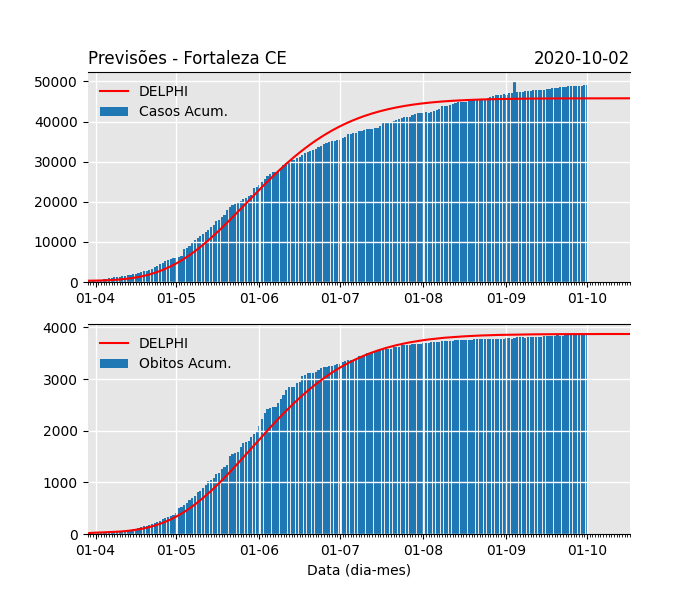 Previsões - Fortaleza CE 2020-10-02
50000
40000
30000
20000
10000
0
DELPHI
Casos Acum.
01-04 01-05 01-06 01-07 01-08 01-09 01-10
4000
3000
2000
1000
0
DELPHI
Obitos Acum.
01-04 01-05 01-06 01-07 01-08 01-09 01-10
Data (dia-mes)